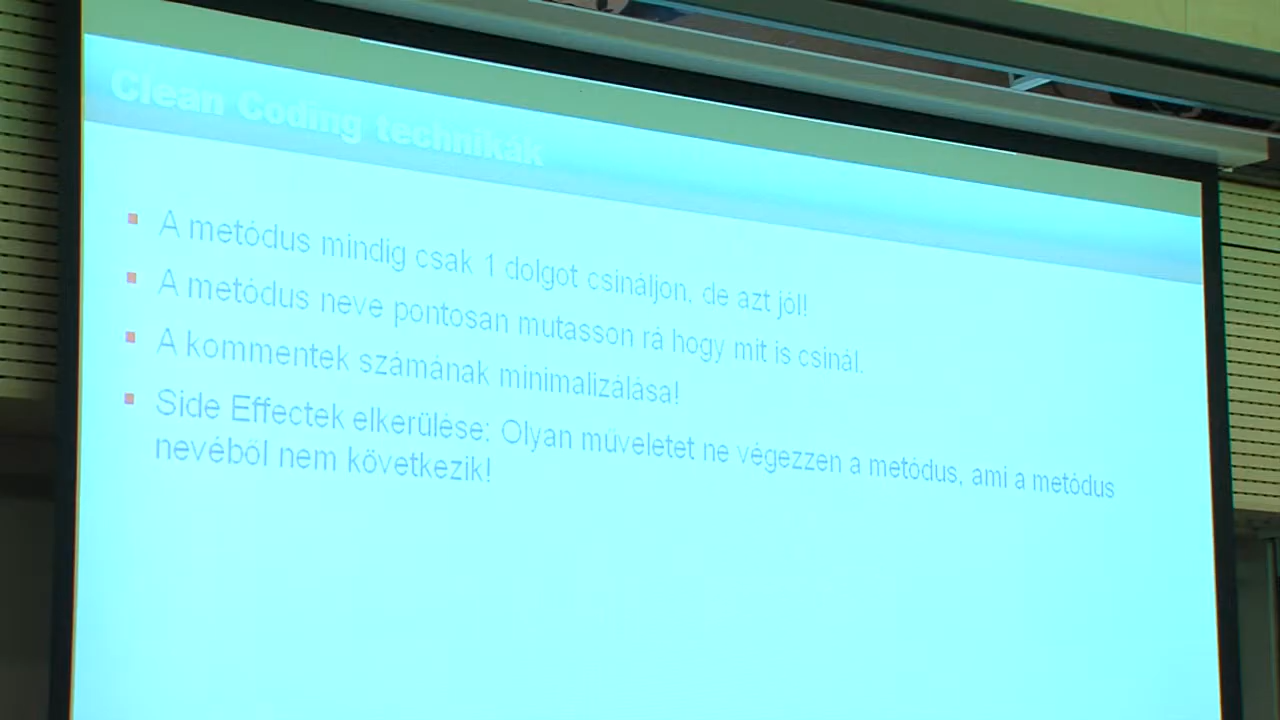 Clean Coding technikák
A metódus mindig csak 1 dolgot csináljon, de azt jól!
A metódus neve pontosan mutasson rá hogy mit is csinál.
A kommentek számának minimalizálása!
Side Effectek elkerülése: Olyan műveletet ne végezzen a metódus, ami a metódus
nevéből nem következik!